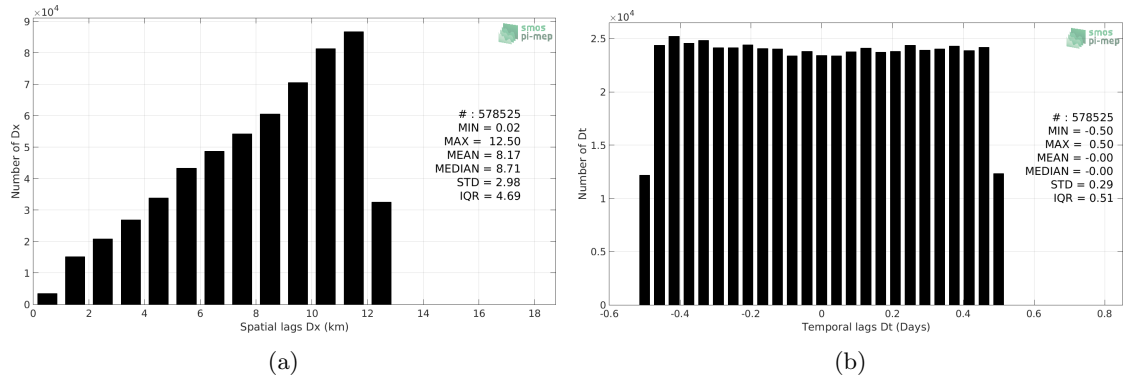 ×10⁴
9
8
7
6
5
4
3
2
1
0
Number of Dx
smos
pi-mep
# : 578525
MIN = 0.02
MAX = 12.50
MEAN = 8.17
MEDIAN = 8.71
STD = 2.98
IQR = 4.69
0 2 4 6 8 10 12 14 16 18
Spatial lags Dx (km)
(a)
×10⁴
2.5
2
1.5
1
0.5
0
Number of Dt
smos
pi-mep
# : 578525
MIN = -0.50
MAX = 0.50
MEAN = -0.00
MEDIAN = -0.00
STD = 0.29
IQR = 0.51
-0.6 -0.4 -0.2 0 0.2 0.4 0.6 0.8
Temporal lags Dt (Days)
(b)